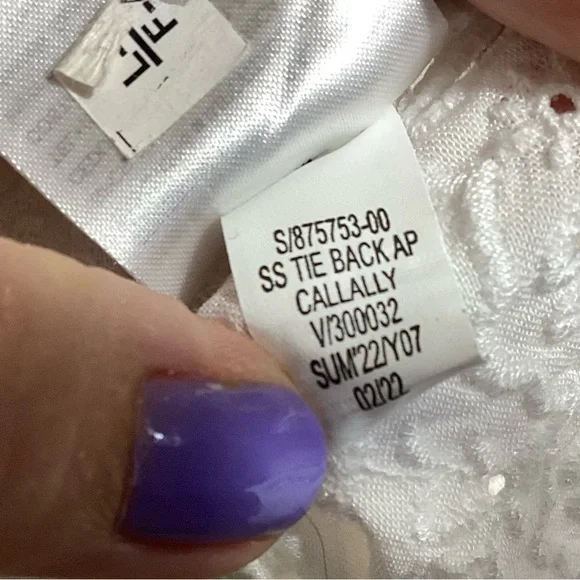 S/875753-00
SS TIE BACK AP
CALLALLY
V/300032
SUM'22/Y07
02/22